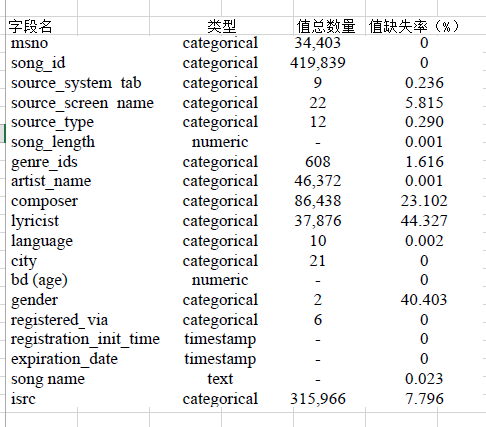 字段名 类型 值总数量 值缺失率（%）
msno categorical 34,403 0
song_id categorical 419,839 0
source_system_tab categorical 9 0.236
source_screen_name categorical 22 5.815
source_type categorical 12 0.290
song_length numeric - 0.001
genre_ids categorical 608 1.616
artist_name categorical 46,372 0.001
composer categorical 86,438 23.102
lyricist categorical 37,876 44.327
language categorical 10 0.002
city categorical 21 0
bd (age) numeric - 0
gender categorical 2 40.403
registered_via categorical 6 0
registration_init_time timestamp - 0
expiration_date timestamp - 0
song name text - 0.023
isrc categorical 315,966 7.796